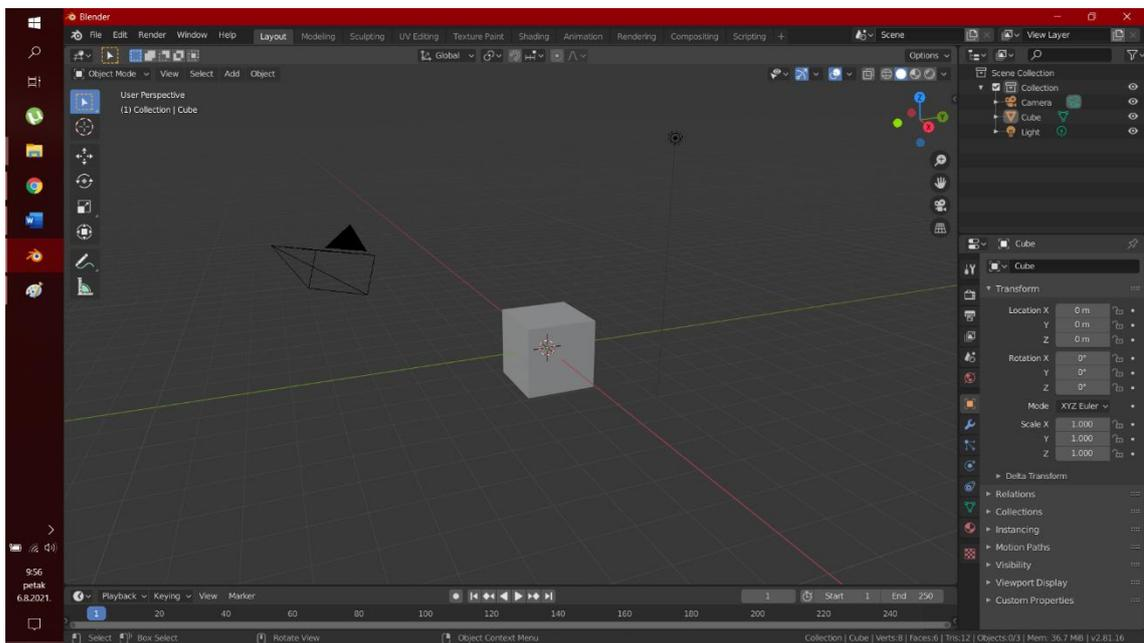 Blender
File Edit Render Window Help Layout Modeling Sculpting UV Editing Texture Paint Shading Animation Rendering Compositing Scripting + Scene View Layer
Global Options
Object Mode View Select Add Object
User Perspective
(1) Collection | Cube
Z
Y
X
Scene Collection
Collection
Camera
Cube
Light
Cube
Cube
Transform
Location X 0 m
Y 0 m
Z 0 m
Rotation X 0°
Y 0°
Z 0°
Mode XYZ Euler
Scale X 1.000
Y 1.000
Z 1.000
Delta Transform
Relations
Collections
Instancing
Motion Paths
Visibility
Viewport Display
Custom Properties
9:56
petak
6.8.2021.
Playback Keying View Marker 1 Start 1 End 250
1 20 40 60 80 100 120 140 160 180 200 220 240
Select Box Select Rotate View Object Context Menu Collection | Cube | Verts:8 | Faces:6 | Tris:12 | Objects:0/3 | Mem: 36.7 MiB | v2.81.16